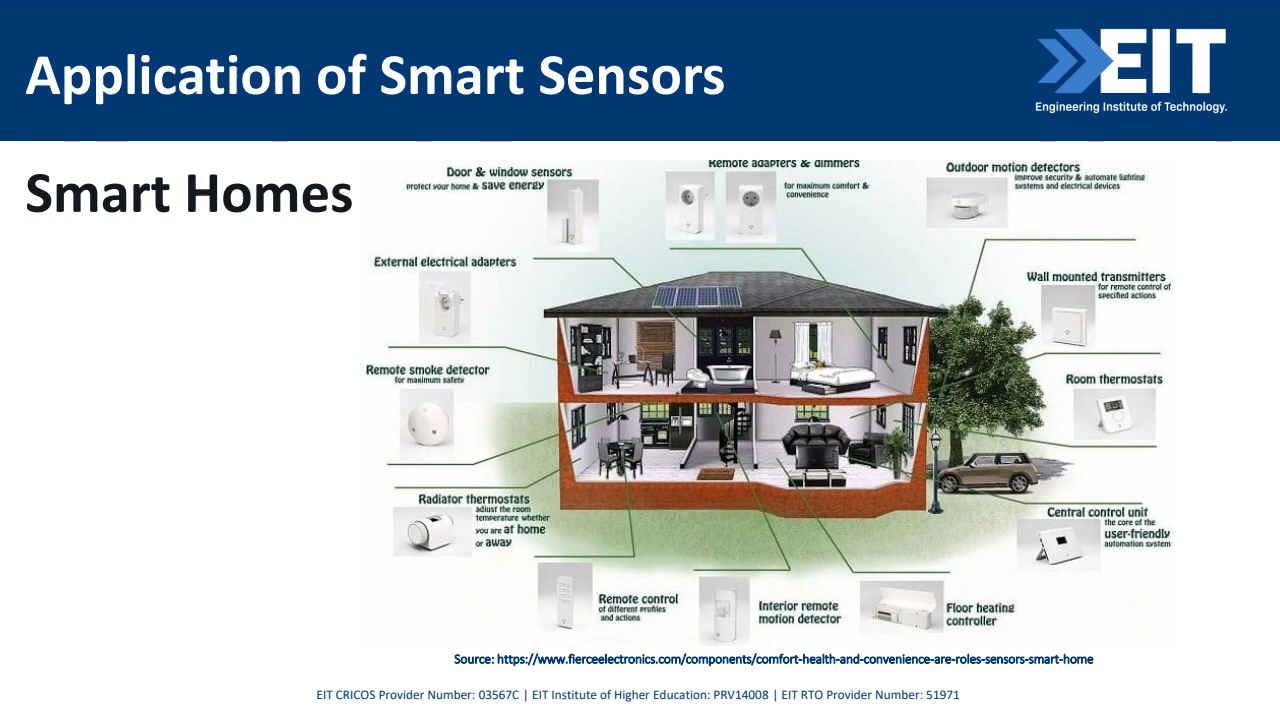 Application of Smart Sensors
EIT
Engineering Institute of Technology.
Smart Homes
Door & window sensors
protect your home & save energy
Remote adapters & dimmers
for maximum comfort &
convenience
Outdoor motion detectors
improve security & automate lighting
systems and electrical devices
External electrical adapters
Wall mounted transmitters
for remote control of
specified actions
Remote smoke detector
for maximum safety
Room thermostats
Radiator thermostats
adjust the room
temperature whether
you are at home
or away
Central control unit
the core of the
user-friendly
automation system
Remote control
of different profiles
and actions
Interior remote
motion detector
Floor heating
controller
Source: https://www.fierceelectronics.com/components/comfort-health-and-convenience-are-roles-sensors-smart-home
EIT CRICOS Provider Number: 03567C | EIT Institute of Higher Education: PRV14008 | EIT RTO Provider Number: 51971